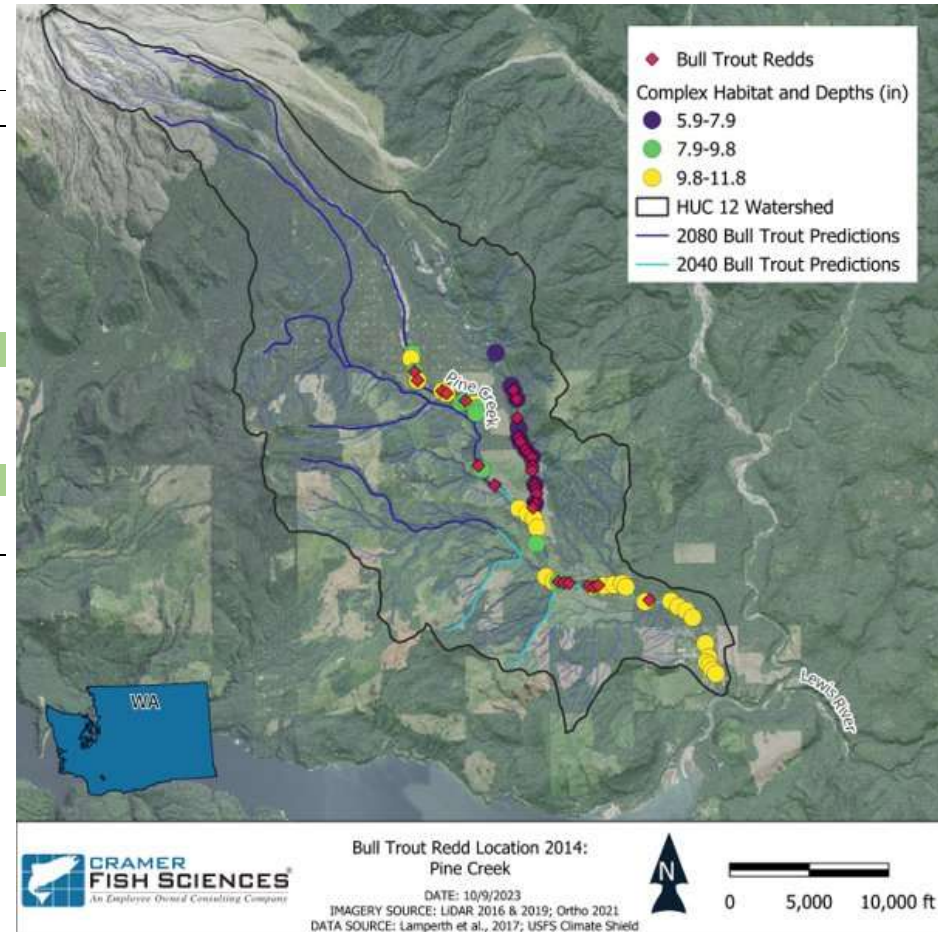 Bull Trout Redds
Complex Habitat and Depths (in)
5.9-7.9
7.9-9.8
9.8-11.8
HUC 12 Watershed
2080 Bull Trout Predictions
2040 Bull Trout Predictions
Pine Creek
Lewis River
WA
CRAMER
FISH SCIENCES®
An Employee Owned Consulting Company
Bull Trout Redd Location 2014:
Pine Creek
DATE: 10/9/2023
IMAGERY SOURCE: LiDAR 2016 & 2019; Ortho 2021
DATA SOURCE: Lamperth et al., 2017; USFS Climate Shield
N
0 5,000 10,000 ft